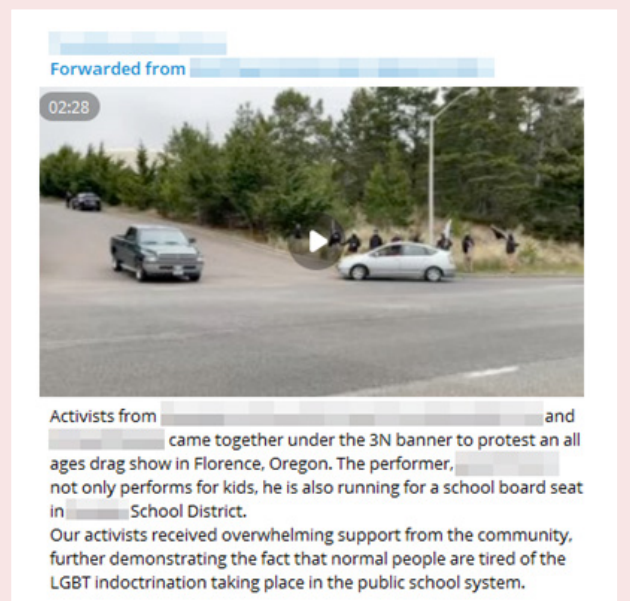 Forwarded from
02:28
Activists from and
came together under the 3N banner to protest an all
ages drag show in Florence, Oregon. The performer,
not only performs for kids, he is also running for a school board seat
in School District.
Our activists received overwhelming support from the community,
further demonstrating the fact that normal people are tired of the
LGBT indoctrination taking place in the public school system.